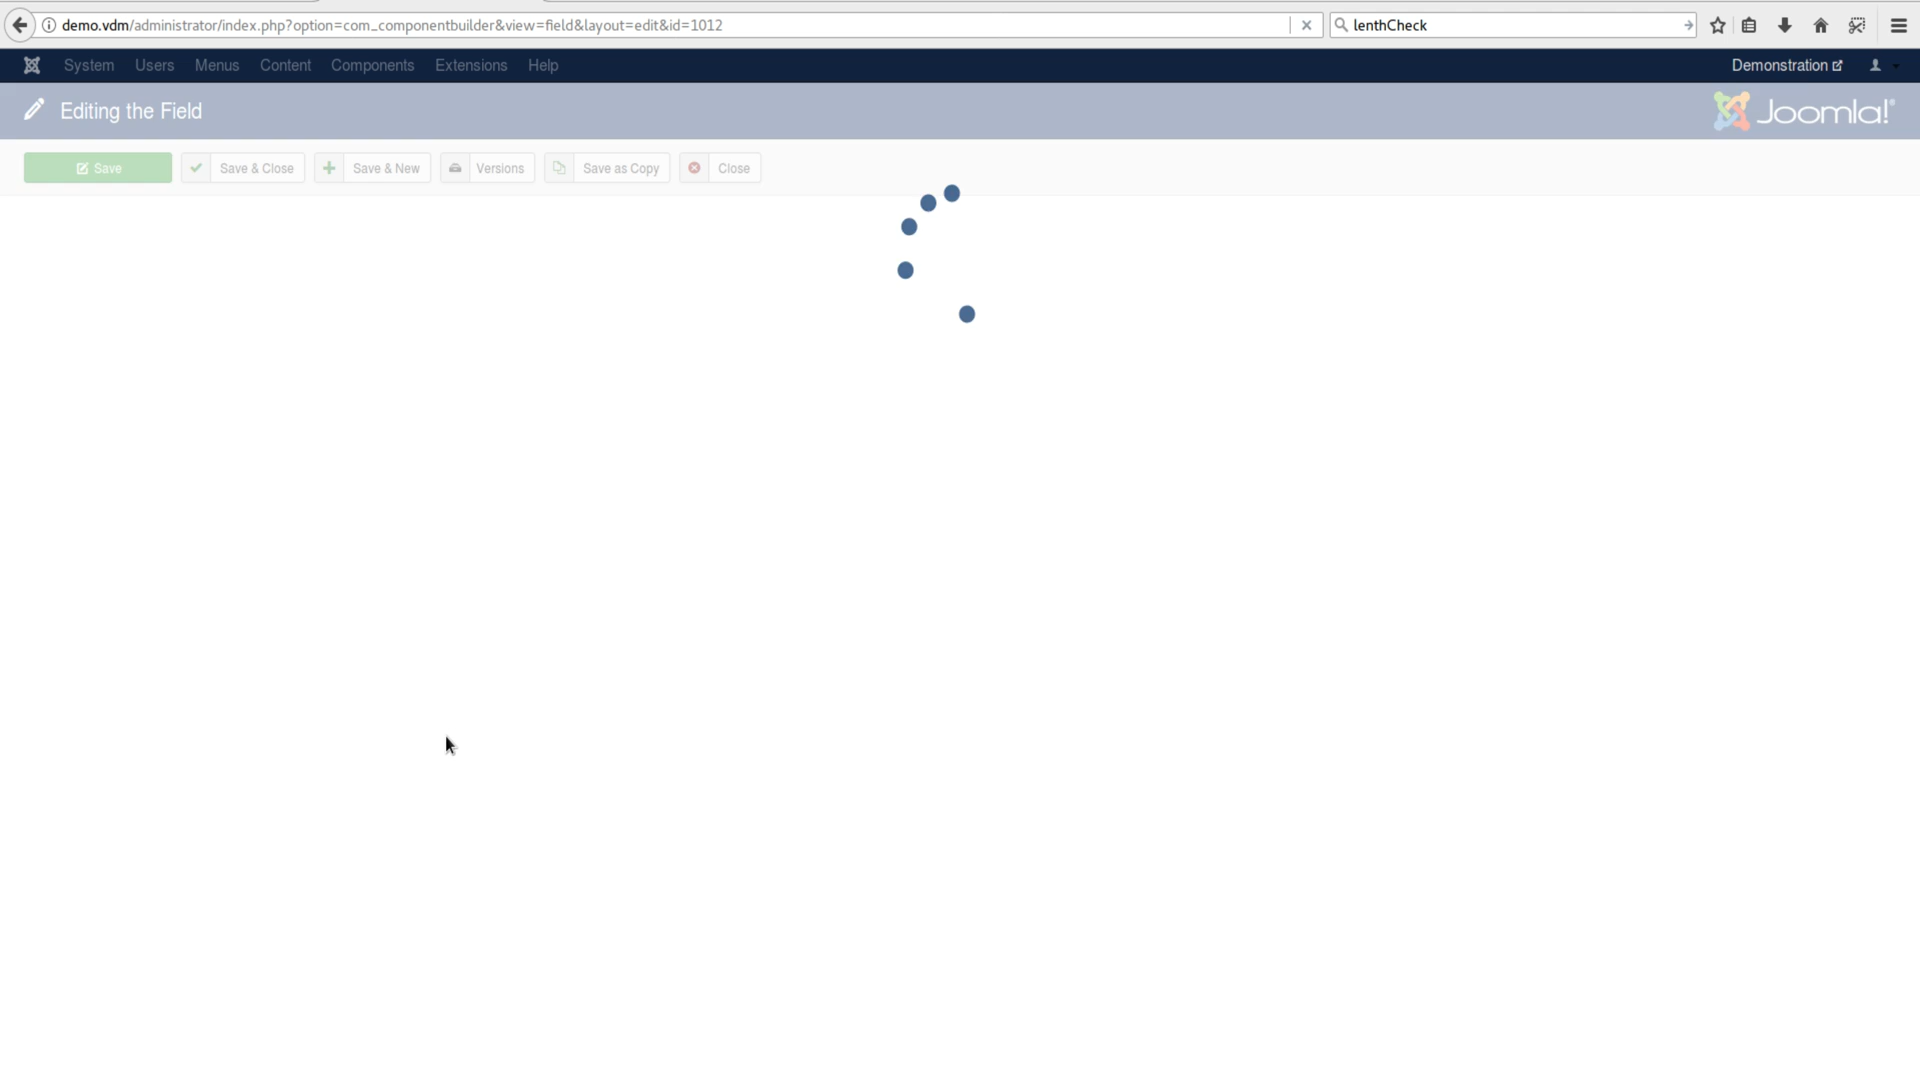 demo.vdm/administrator/index.php?option=com_componentbuilder&view=field&layout=edit&id=1012
lenthCheck
System Users Menus Content Components Extensions Help
Demonstration
Editing the Field
Joomla!®
Save
Save & Close
Save & New
Versions
Save as Copy
Close